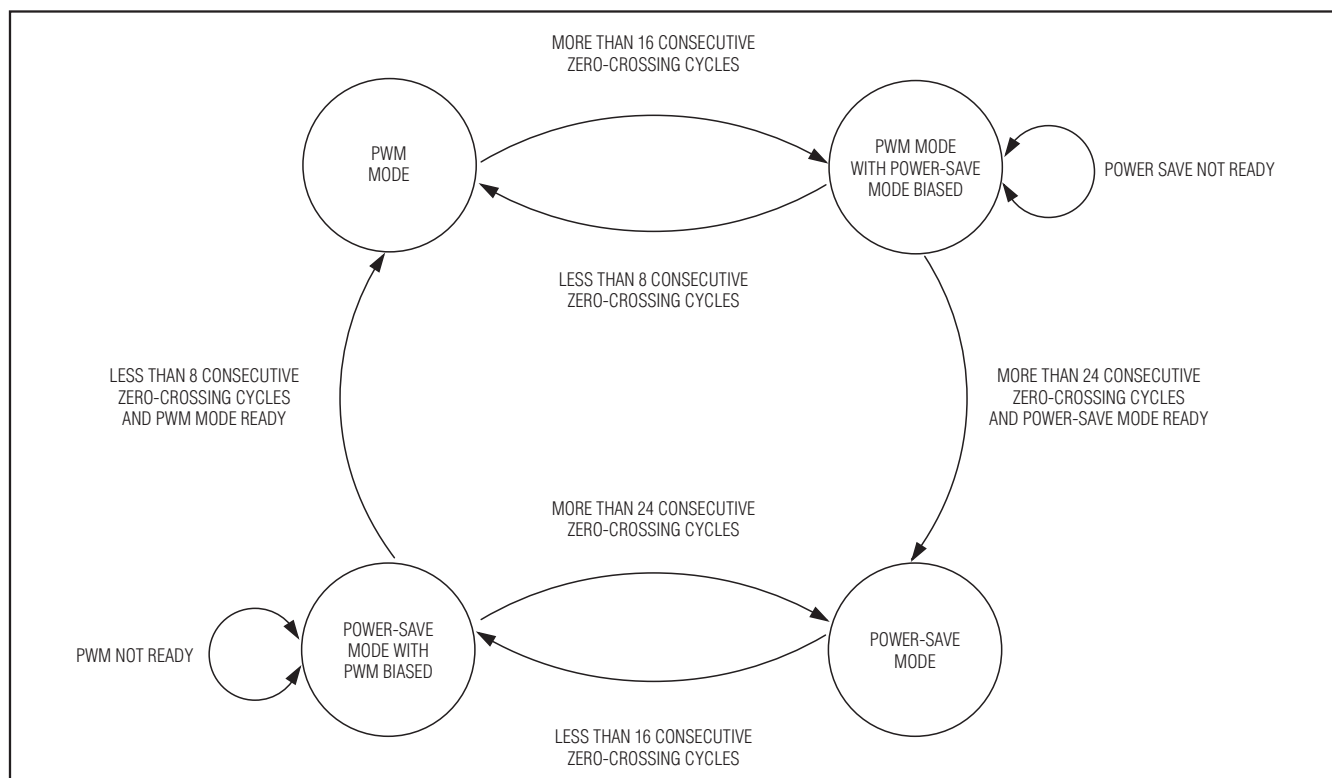 MORE THAN 16 CONSECUTIVE
ZERO-CROSSING CYCLES
PWM
MODE
PWM MODE
WITH POWER-SAVE
MODE BIASED
POWER SAVE NOT READY
LESS THAN 8 CONSECUTIVE
ZERO-CROSSING CYCLES
LESS THAN 8 CONSECUTIVE
ZERO-CROSSING CYCLES
AND PWM MODE READY
MORE THAN 24 CONSECUTIVE
ZERO-CROSSING CYCLES
AND POWER-SAVE MODE READY
MORE THAN 24 CONSECUTIVE
ZERO-CROSSING CYCLES
PWM NOT READY
POWER-SAVE
MODE WITH
PWM BIASED
POWER-SAVE
MODE
LESS THAN 16 CONSECUTIVE
ZERO-CROSSING CYCLES